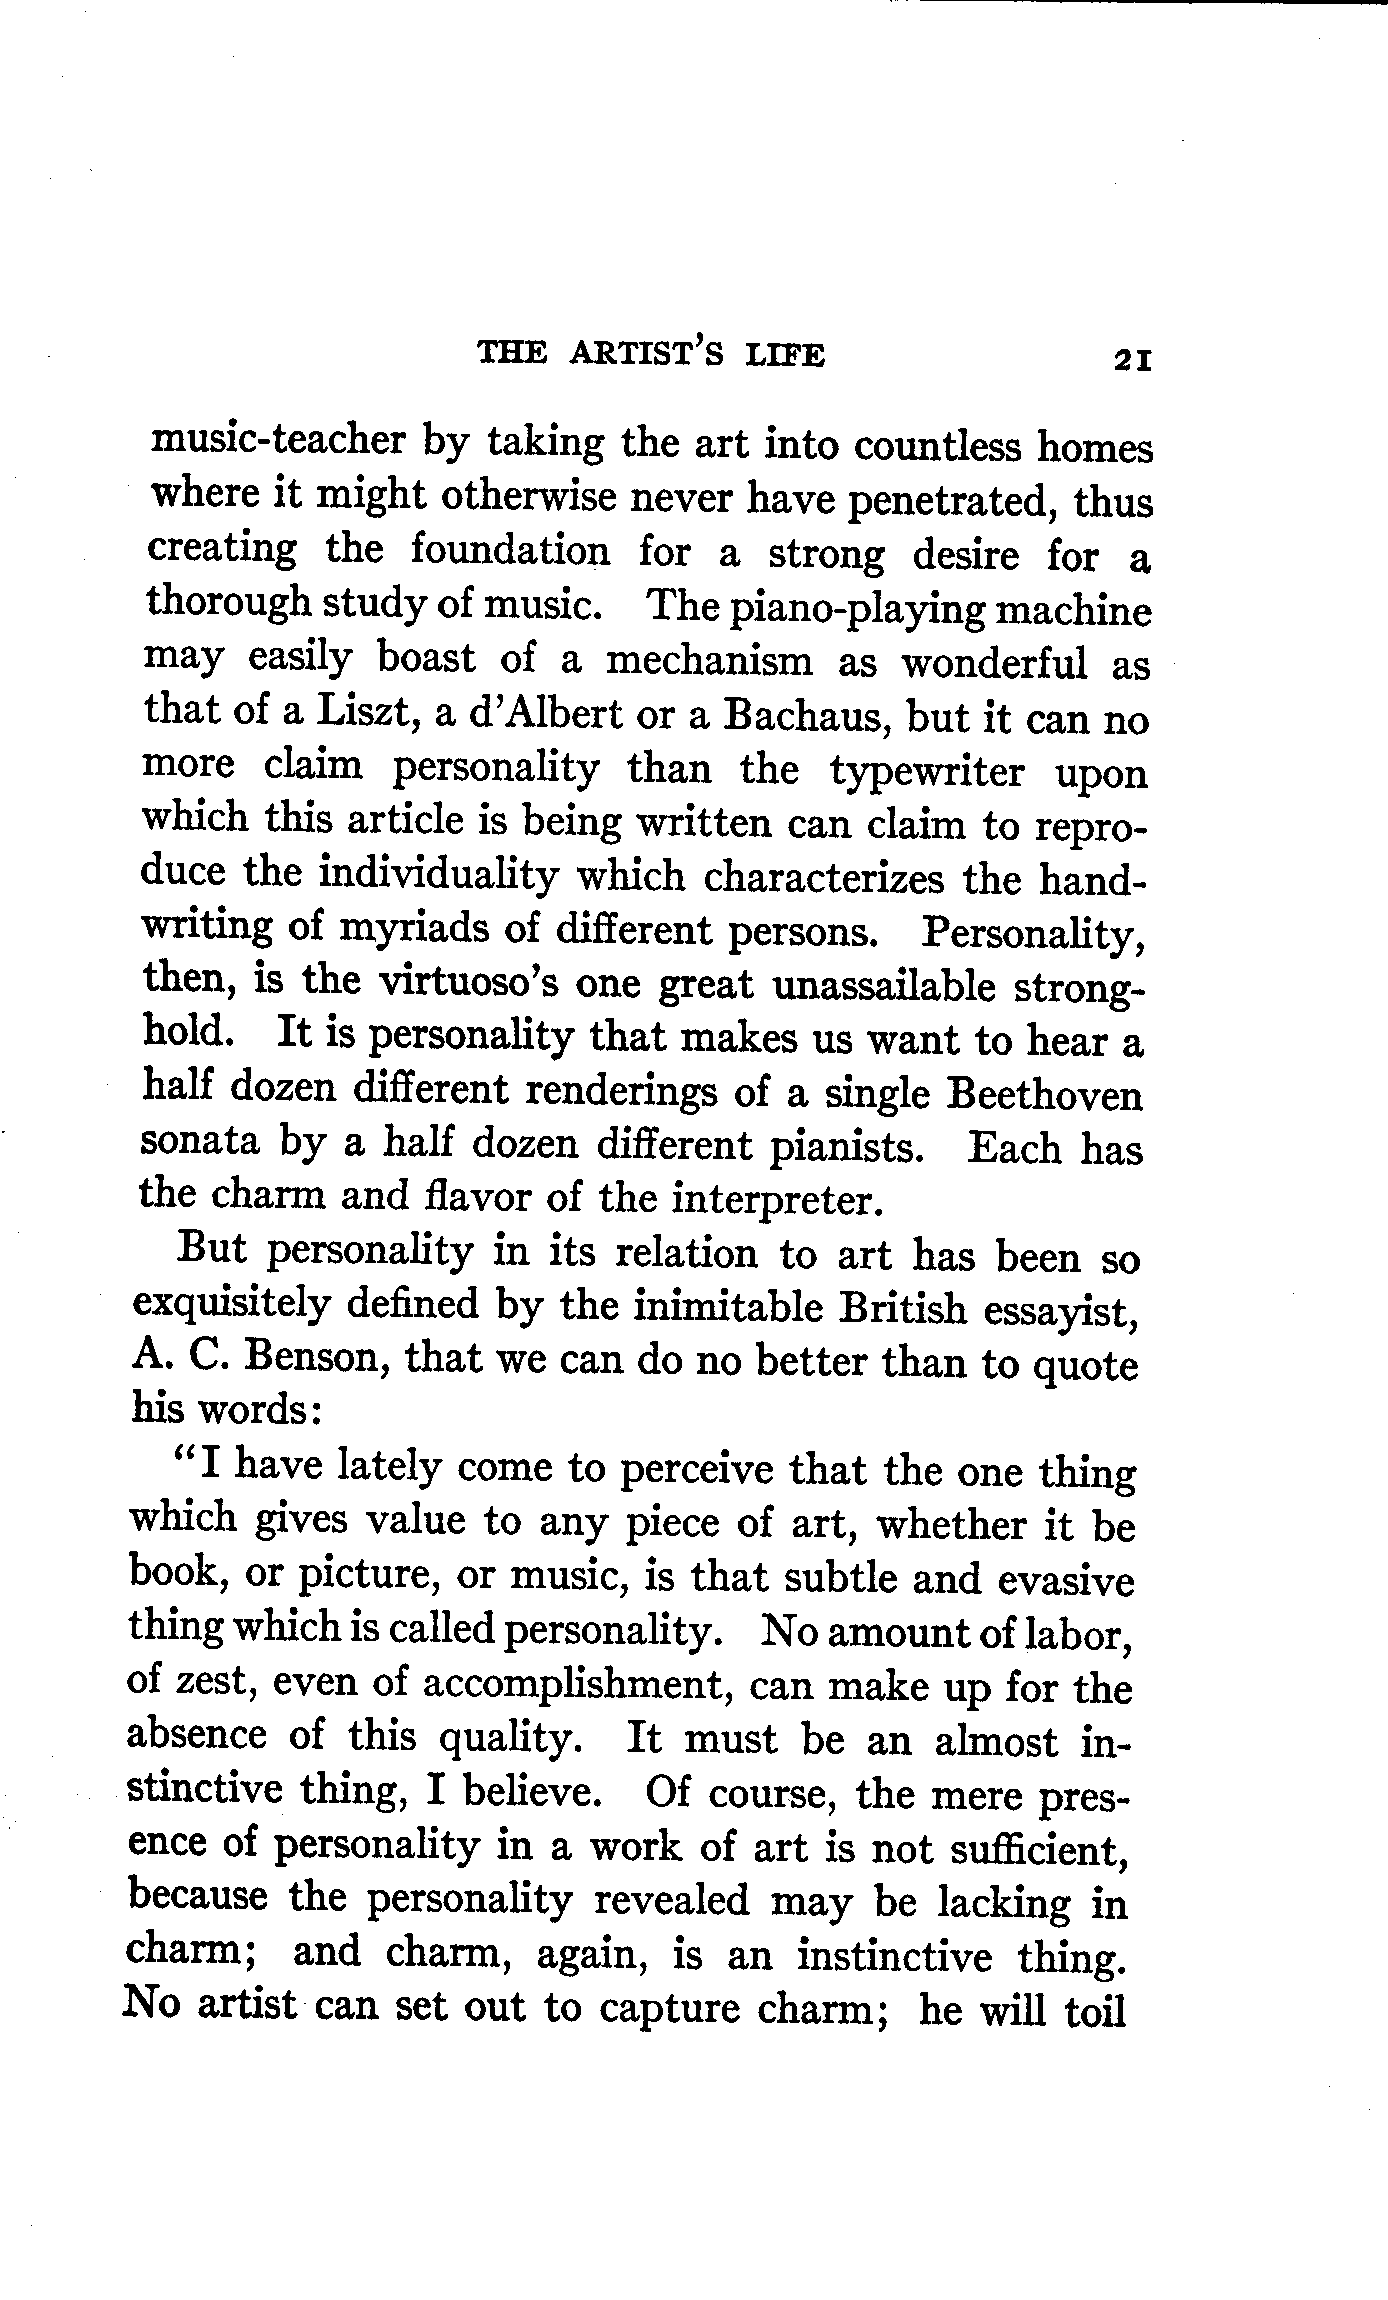 THE ARTIST'S LIFE 21
music-teacher by taking the art into countless homes
where it might otherwise never have penetrated, thus
creating the foundation for a strong desire for a
thorough study of music. The piano-playing machine
may easily boast of a mechanism as wonderful as
that of a Liszt, a d'Albert or a Bachaus, but it can no
more claim personality than the typewriter upon
which this article is being written can claim to repro-
duce the individuality which characterizes the hand-
writing of myriads of different persons. Personality,
then, is the virtuoso's one great unassailable strong-
hold. It is personality that makes us want to hear a
half dozen different renderings of a single Beethoven
sonata by a half dozen different pianists. Each has
the charm and flavor of the interpreter.
But personality in its relation to art has been so
exquisitely defined by the inimitable British essayist,
A. C. Benson, that we can do no better than to quote
his words:
"I have lately come to perceive that the one thing
which gives value to any piece of art, whether it be
book, or picture, or music, is that subtle and evasive
thing which is called personality. No amount of labor,
of zest, even of accomplishment, can make up for the
absence of this quality. It must be an almost in-
stinctive thing, I believe. Of course, the mere pres-
ence of personality in a work of art is not sufficient,
because the personality revealed may be lacking in
charm; and charm, again, is an instinctive thing.
No artist can set out to capture charm; he will toil